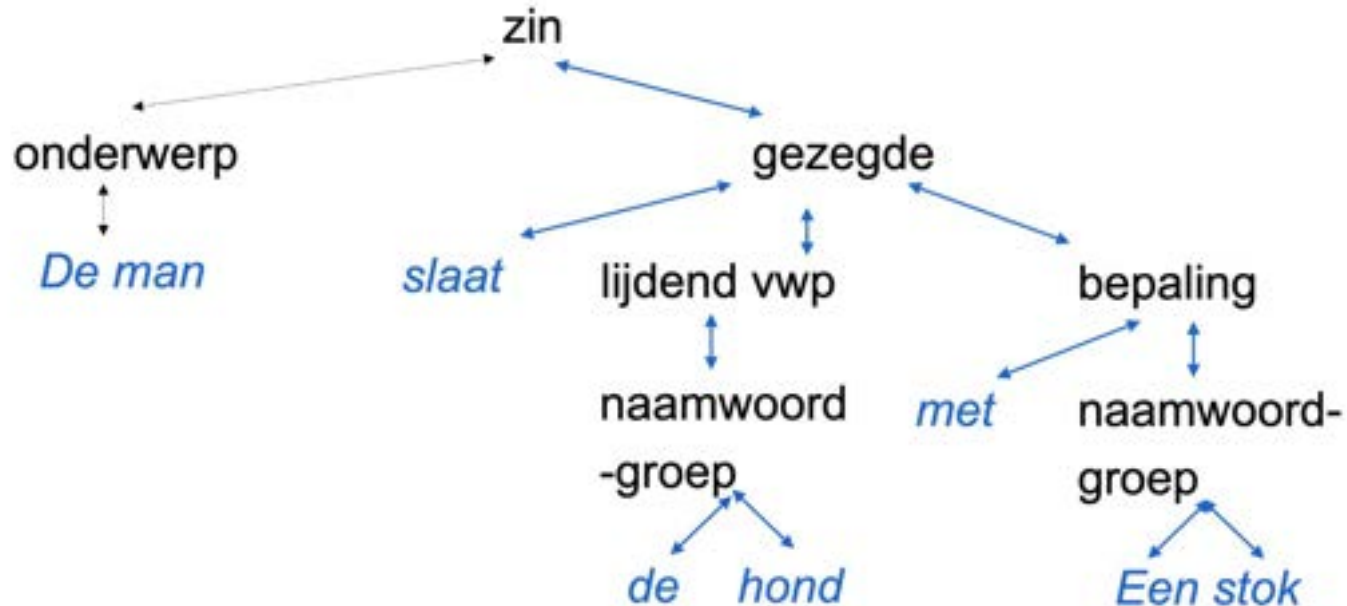 zin
onderwerp
gezegde
De man
slaat
lijdend vwp
bepaling
naamwoord
-groep
met
naamwoord-
groep
de hond
Een stok